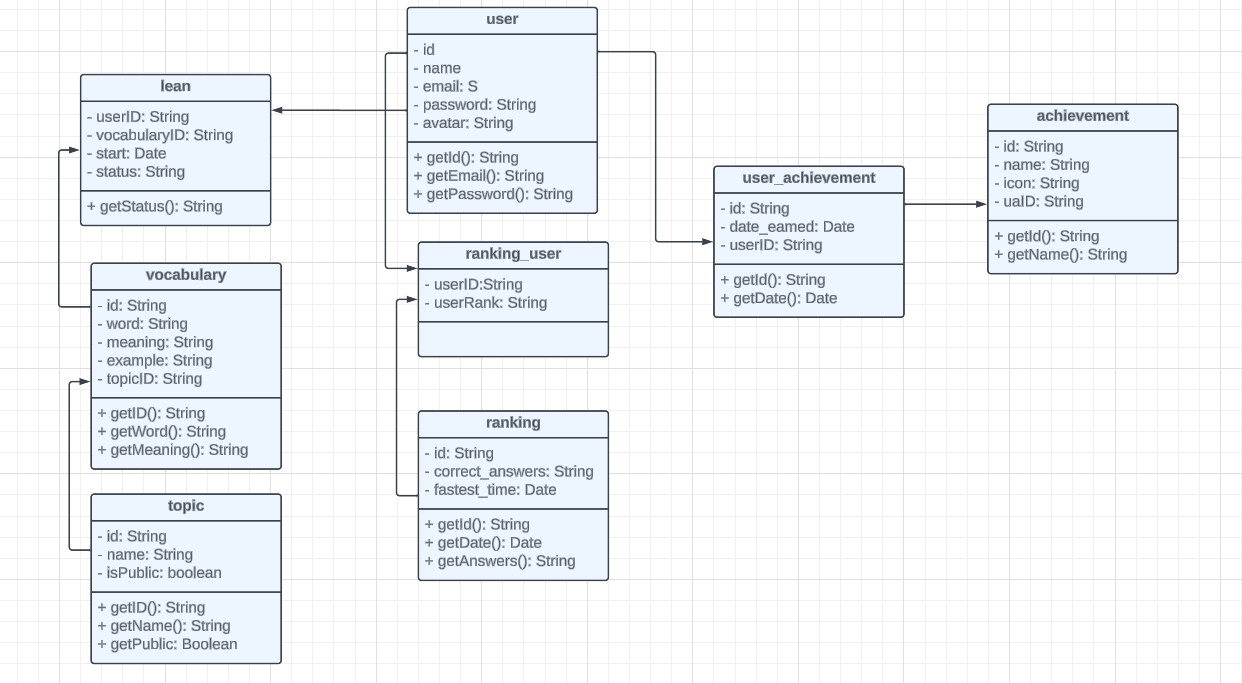 user
- id
- name
- email: S
- password: String
- avatar: String
+ getId(): String
+ getEmail(): String
+ getPassword(): String
lean
- userID: String
- vocabularyID: String
- start: Date
- status: String
+ getStatus(): String
achievement
- id: String
- name: String
- icon: String
- uaID: String
+ getId(): String
+ getName(): String
user_achievement
- id: String
- date_eamed: Date
- userID: String
+ getId(): String
+ getDate(): Date
ranking_user
- userID:String
- userRank: String
vocabulary
- id: String
- word: String
- meaning: String
- example: String
- topicID: String
+ getID(): String
+ getWord(): String
+ getMeaning(): String
ranking
- id: String
- correct_answers: String
- fastest_time: Date
+ getId(): String
+ getDate(): Date
+ getAnswers(): String
topic
- id: String
- name: String
- isPublic: boolean
+ getID(): String
+ getName(): String
+ getPublic: Boolean